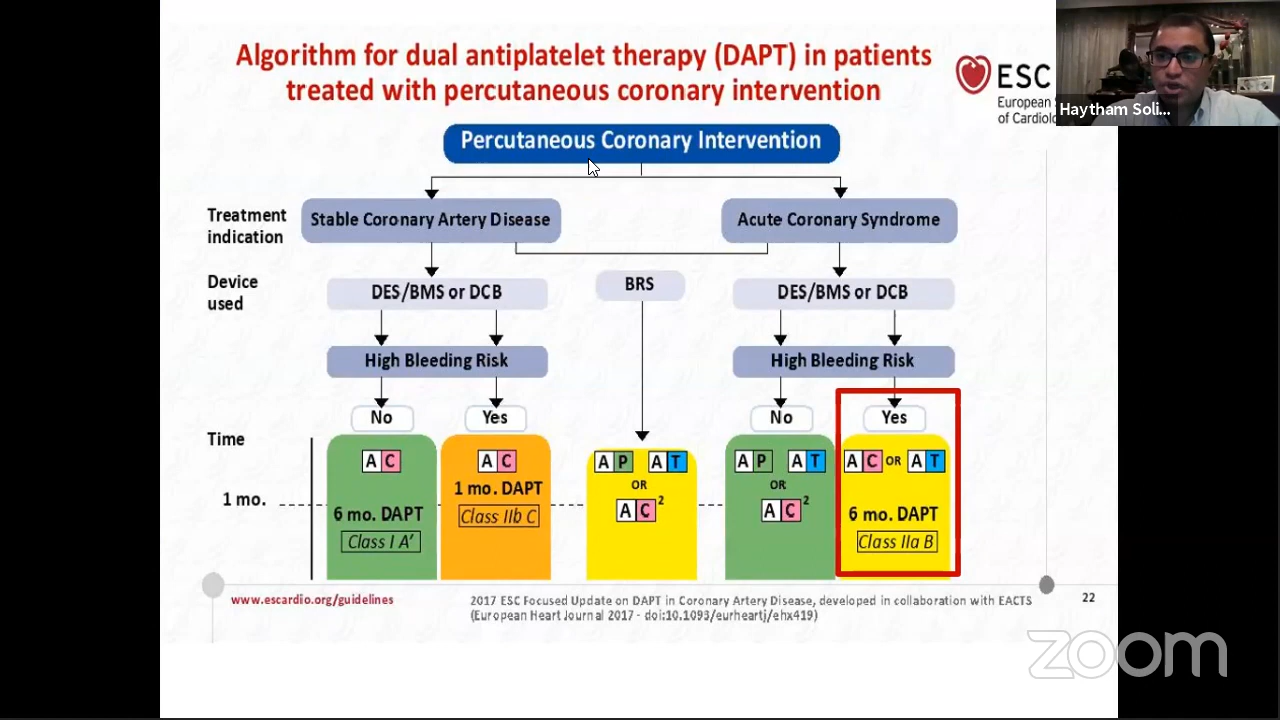 Algorithm for dual antiplatelet therapy (DAPT) in patients
treated with percutaneous coronary intervention
ESC
European
of Cardiolo
Haytham Soli...
Percutaneous Coronary Intervention
Treatment
indication
Stable Coronary Artery Disease
Acute Coronary Syndrome
Device
used
DES/BMS or DCB
BRS
DES/BMS or DCB
High Bleeding Risk
High Bleeding Risk
No
Yes
No
Yes
Time
A C
A C
A P A T
A P A T
A C OR A T
1 mo. DAPT
OR
OR
1 mo.
6 mo. DAPT
Class IIb C
A C 2
A C 2
6 mo. DAPT
Class I A’
Class IIa B
www.escardio.org/guidelines
2017 ESC Focused Update on DAPT in Coronary Artery Disease, developed in collaboration with EACTS
(European Heart Journal 2017 - doi:10.1093/eurheartj/ehx419)
22
zoom